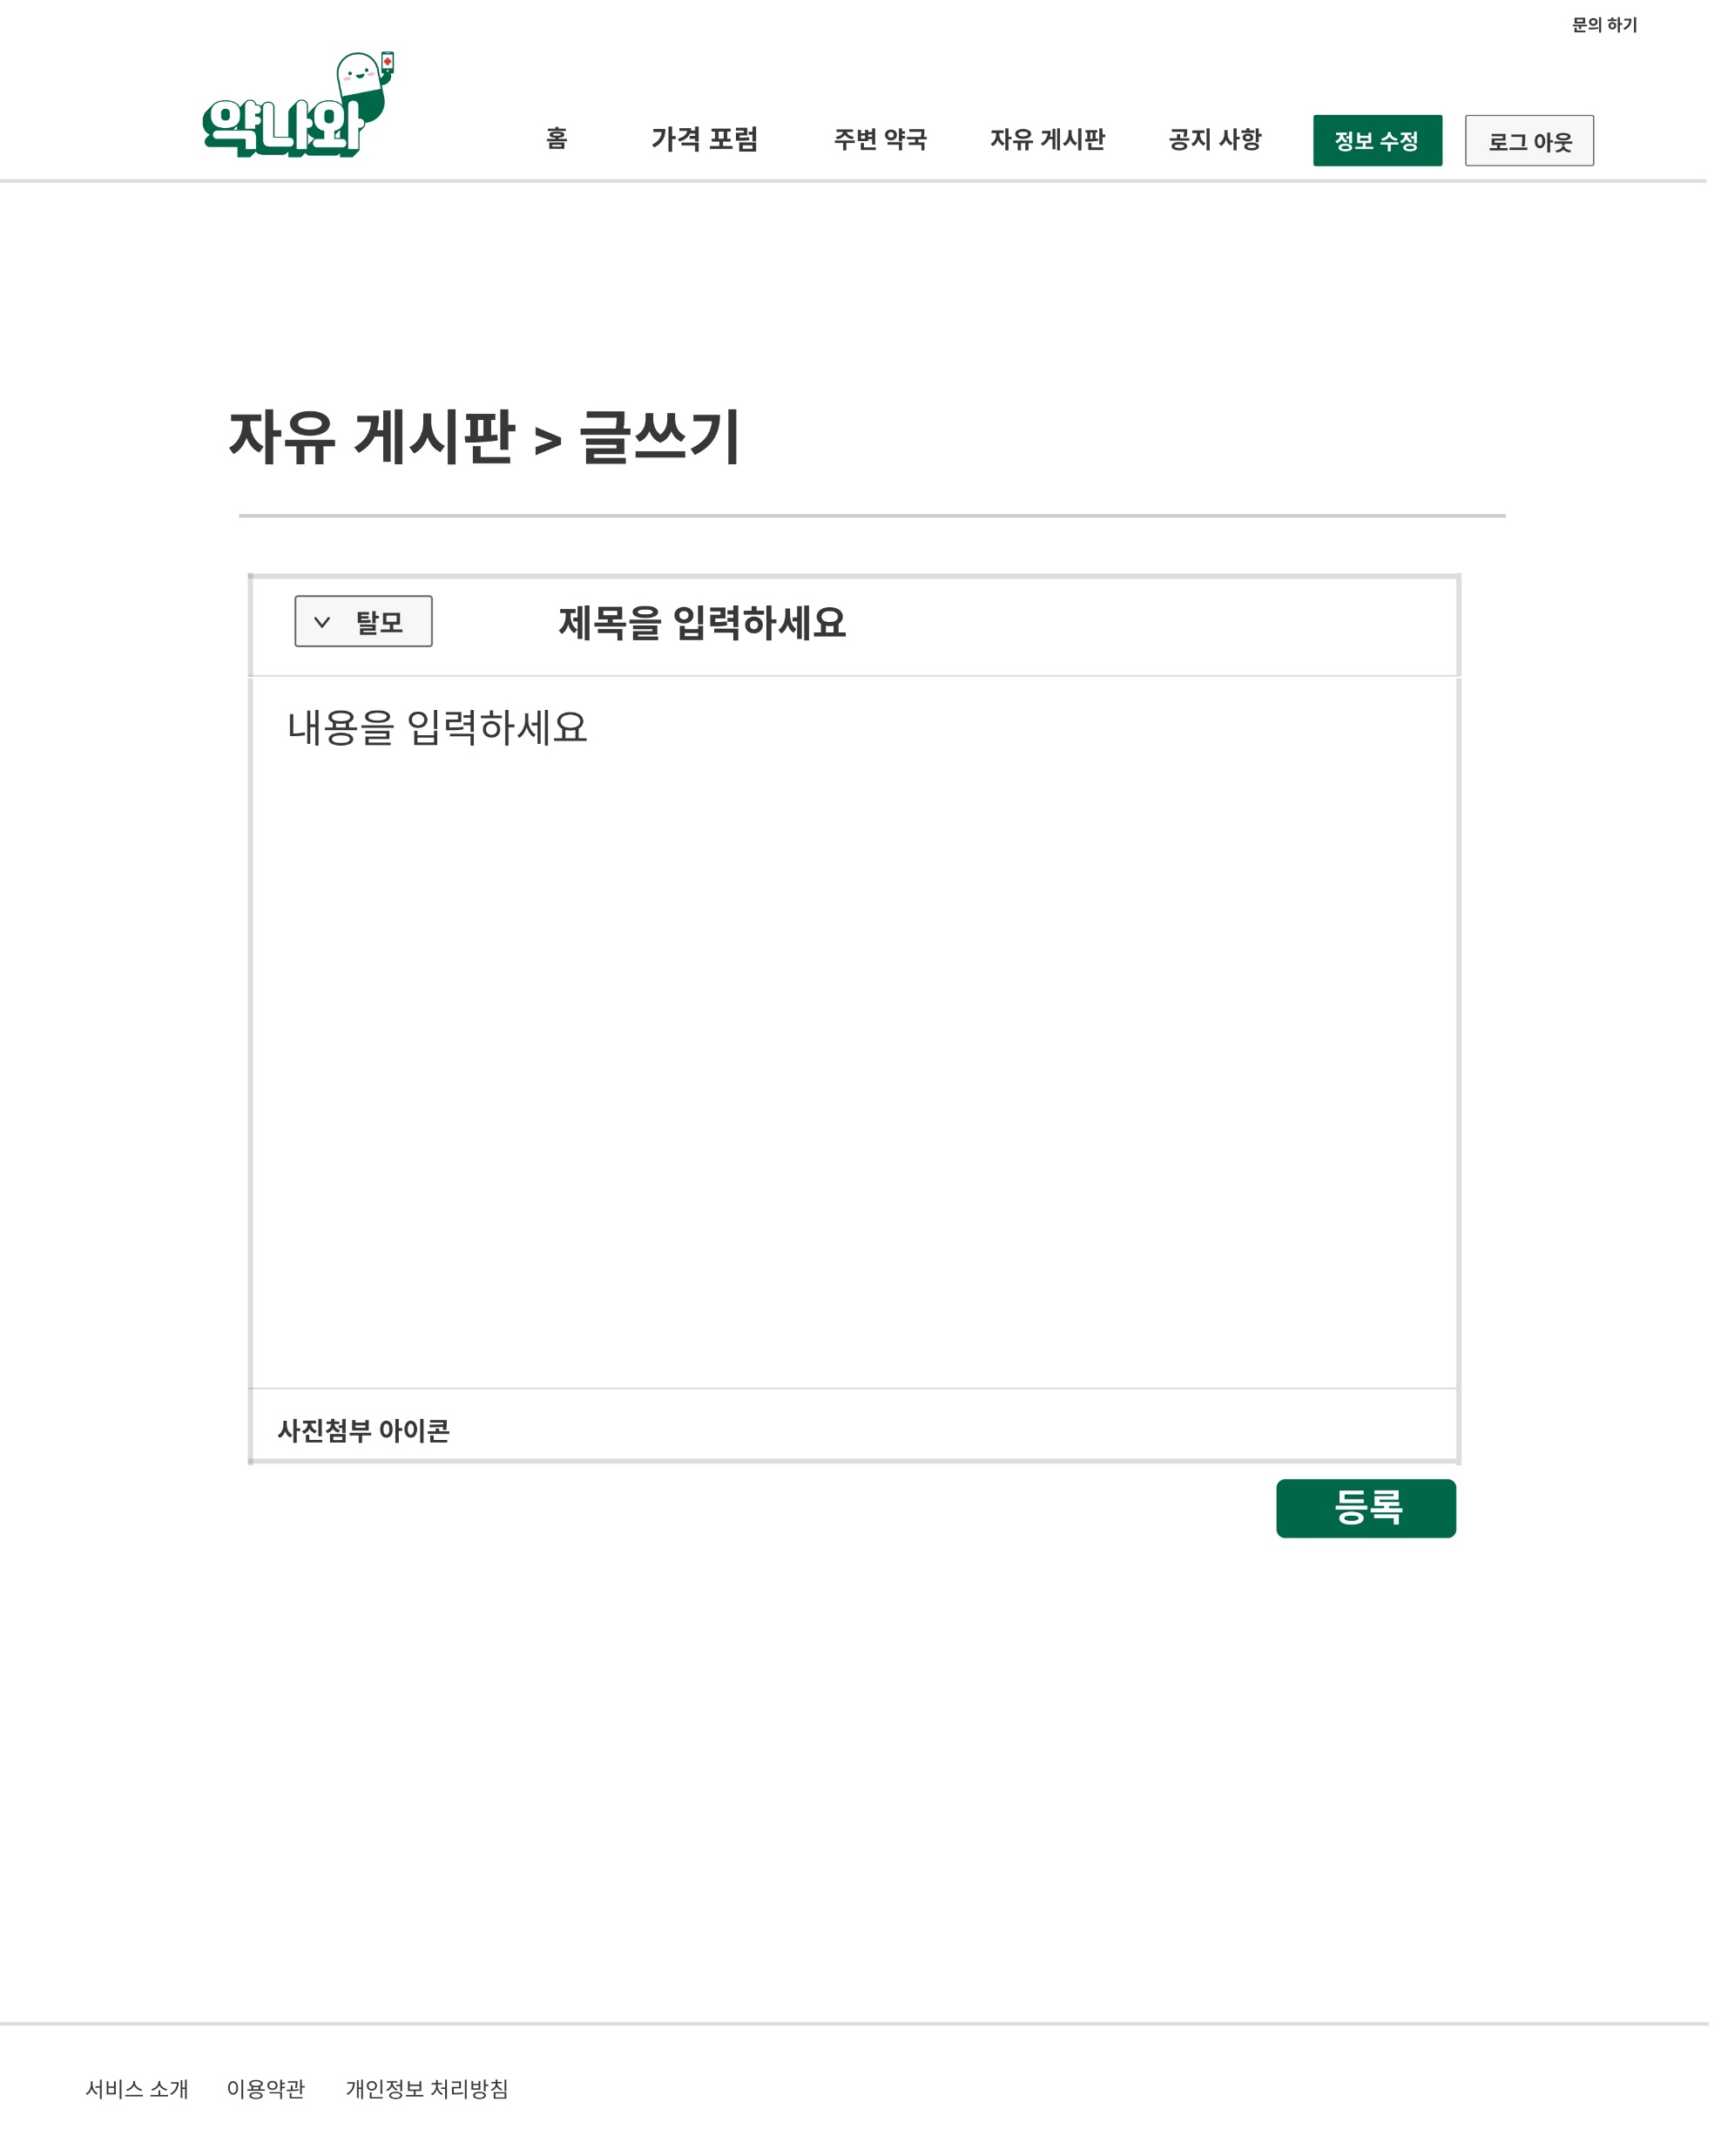 문의 하기
약나와
홈 가격 포럼 주변 약국 자유 게시판 공지 사항 정보 수정 로그 아웃
자유 게시판 > 글쓰기
탈모 제목을 입력하세요
내용을 입력하세요
사진첨부 아이콘
등록
서비스 소개 이용약관 개인정보 처리방침